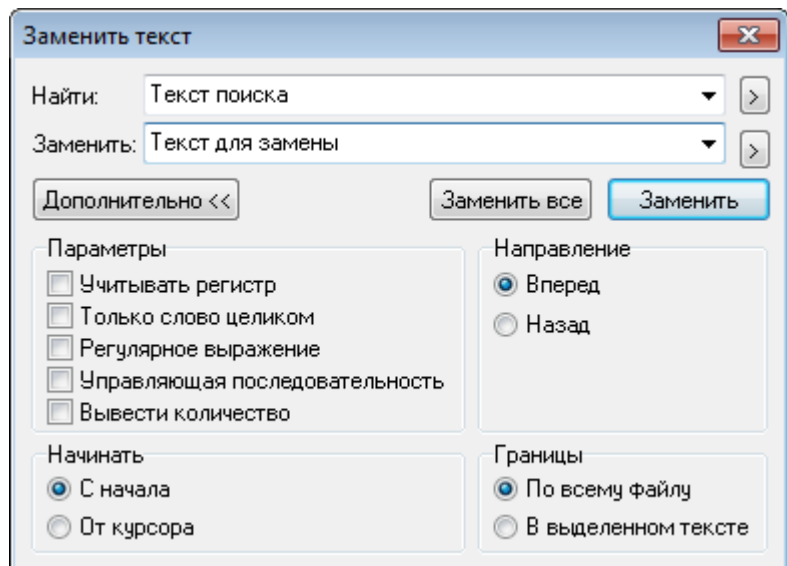 Заменить текст
Найти: Текст поиска >
Заменить: Текст для замены >
Дополнительно << Заменить все Заменить
Параметры
Учитывать регистр
Только слово целиком
Регулярное выражение
Управляющая последовательность
Вывести количество
Направление
Вперед
Назад
Начинать
С начала
От курсора
Границы
По всему файлу
В выделенном тексте